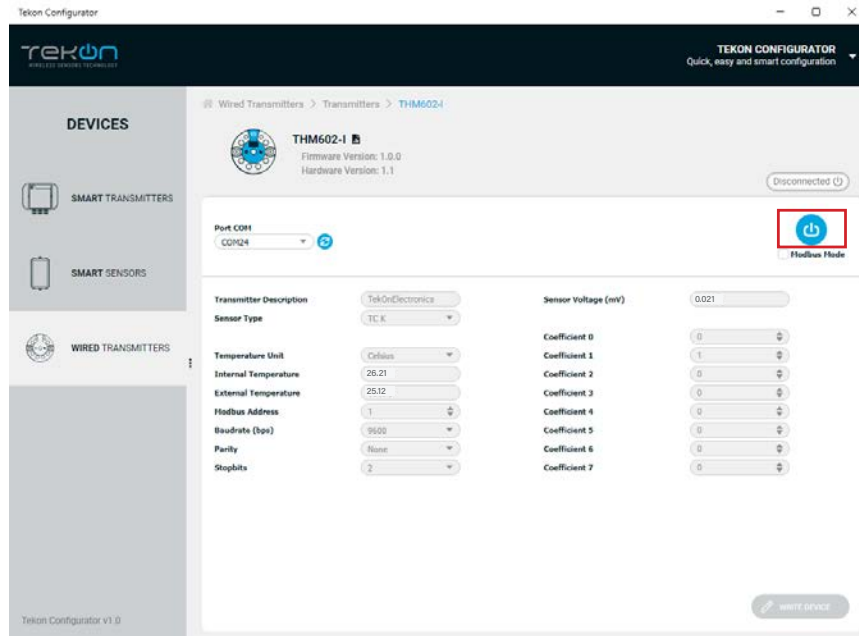 Tekon Configurator
TEKON
WIRELESS SENSORS TECHNOLOGY
TEKON CONFIGURATOR
Quick, easy and smart configuration
DEVICES
SMART TRANSMITTERS
SMART SENSORS
WIRED TRANSMITTERS
Tekon Configurator v1.0
Wired Transmitters > Transmitters > THM602-I
THM602-I
Firmware Version: 1.0.0
Hardware Version: 1.1
Disconnected
Port COM
COM24
Modbus Mode
Transmitter Description TekOnElectronics
Sensor Type TC K
Temperature Unit Celsius
Internal Temperature 26.21
External Temperature 25.12
Modbus Address 1
Baudrate (bps) 9600
Parity None
Stopbits 2
Sensor Voltage (mV) 0.021
Coefficient 0 0
Coefficient 1 1
Coefficient 2 0
Coefficient 3 0
Coefficient 4 0
Coefficient 5 0
Coefficient 6 0
Coefficient 7 0
WRITE DEVICE